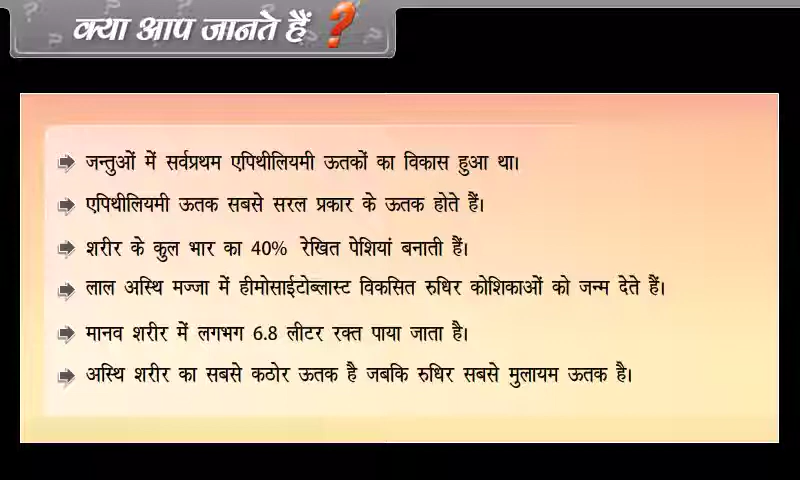 क्या आप जानते हैं ?
जन्तुओं में सर्वप्रथम एपिथीलियमी ऊतकों का विकास हुआ था।
एपिथीलियमी ऊतक सबसे सरल प्रकार के ऊतक होते हैं।
शरीर के कुल भार का 40% रेखित पेशियां बनाती हैं।
लाल अस्थि मज्जा में हीमोसाईटोब्लास्ट विकसित रुधिर कोशिकाओं को जन्म देते हैं।
मानव शरीर में लगभग 6.8 लीटर रक्त पाया जाता है।
अस्थि शरीर का सबसे कठोर ऊतक है जबकि रुधिर सबसे मुलायम ऊतक है।